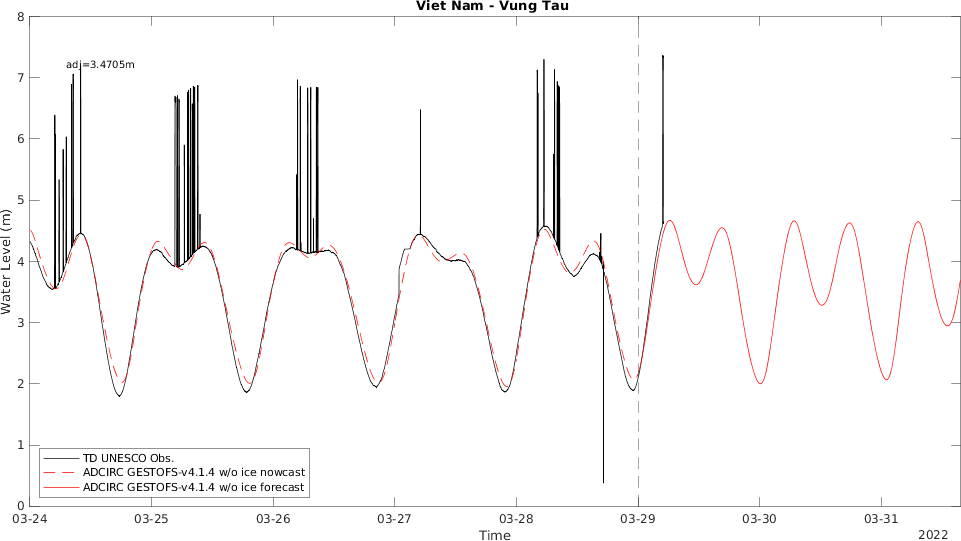 Viet Nam - Vung Tau
8
7
6
5
4
3
2
1
0
Water Level (m)
adj=3.4705m
TD UNESCO Obs.
ADCIRC GESTOFS-v4.1.4 w/o ice nowcast
ADCIRC GESTOFS-v4.1.4 w/o ice forecast
03-24 03-25 03-26 03-27 03-28 03-29 03-30 03-31
Time
2022